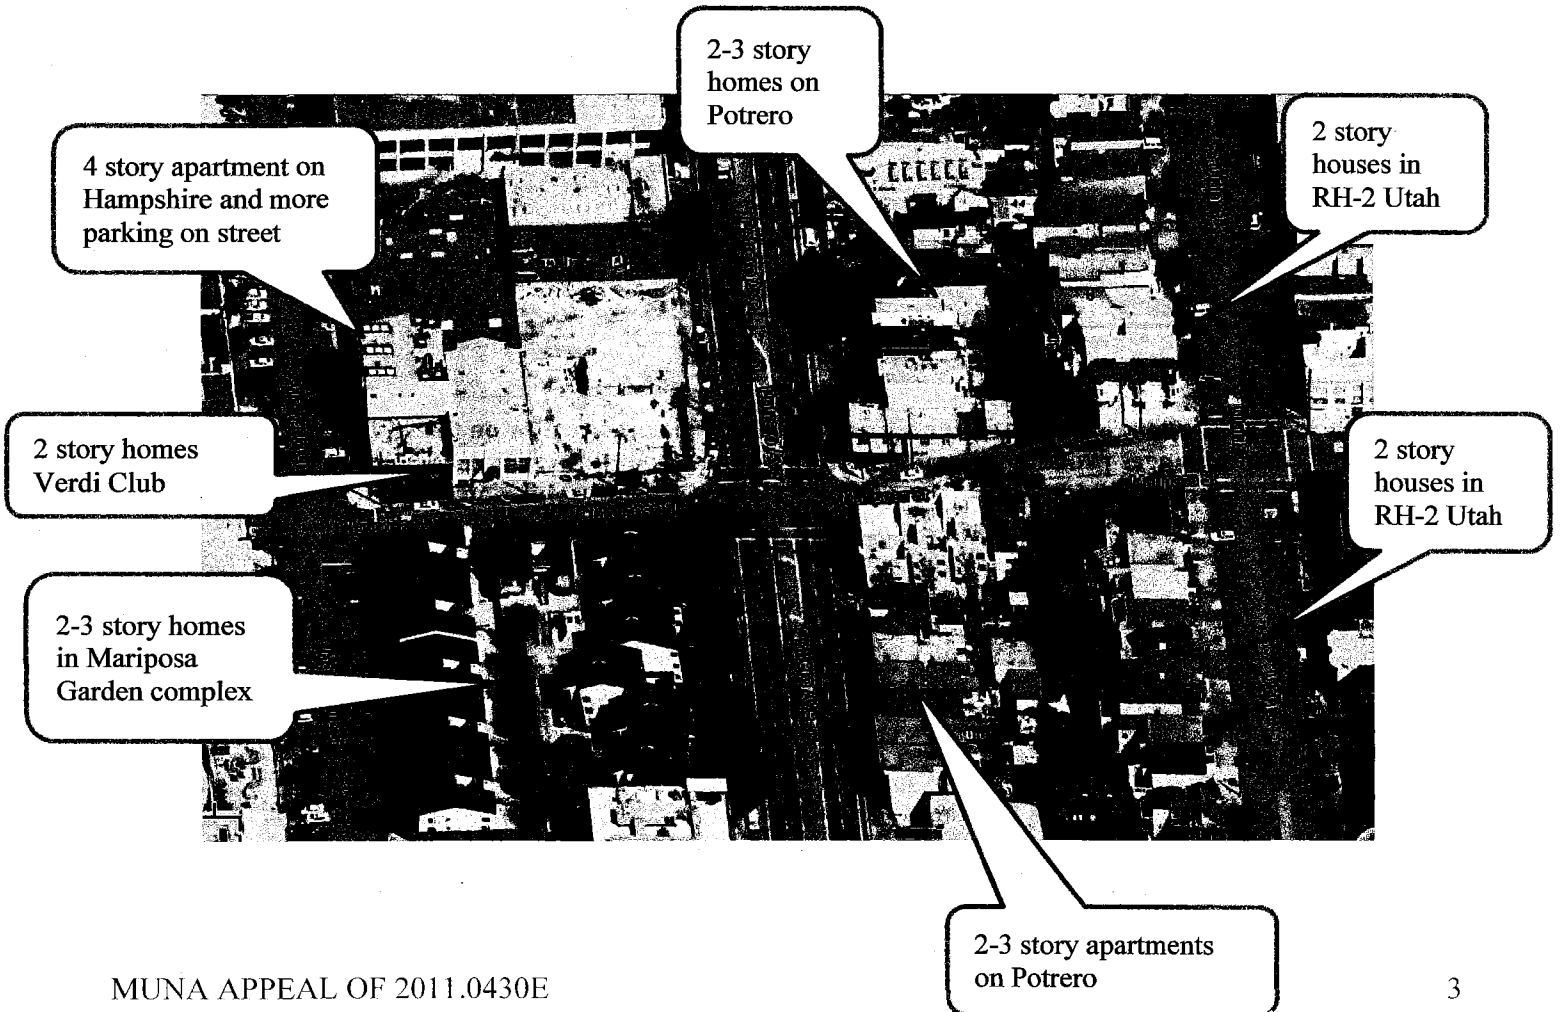 2-3 story
homes on
Potrero
4 story apartment on
Hampshire and more
parking on street
2 story
houses in
RH-2 Utah
2 story homes
Verdi Club
2 story
houses in
RH-2 Utah
2-3 story homes
in Mariposa
Garden complex
2-3 story apartments
on Potrero
MUNA APPEAL OF 2011.0430E
3